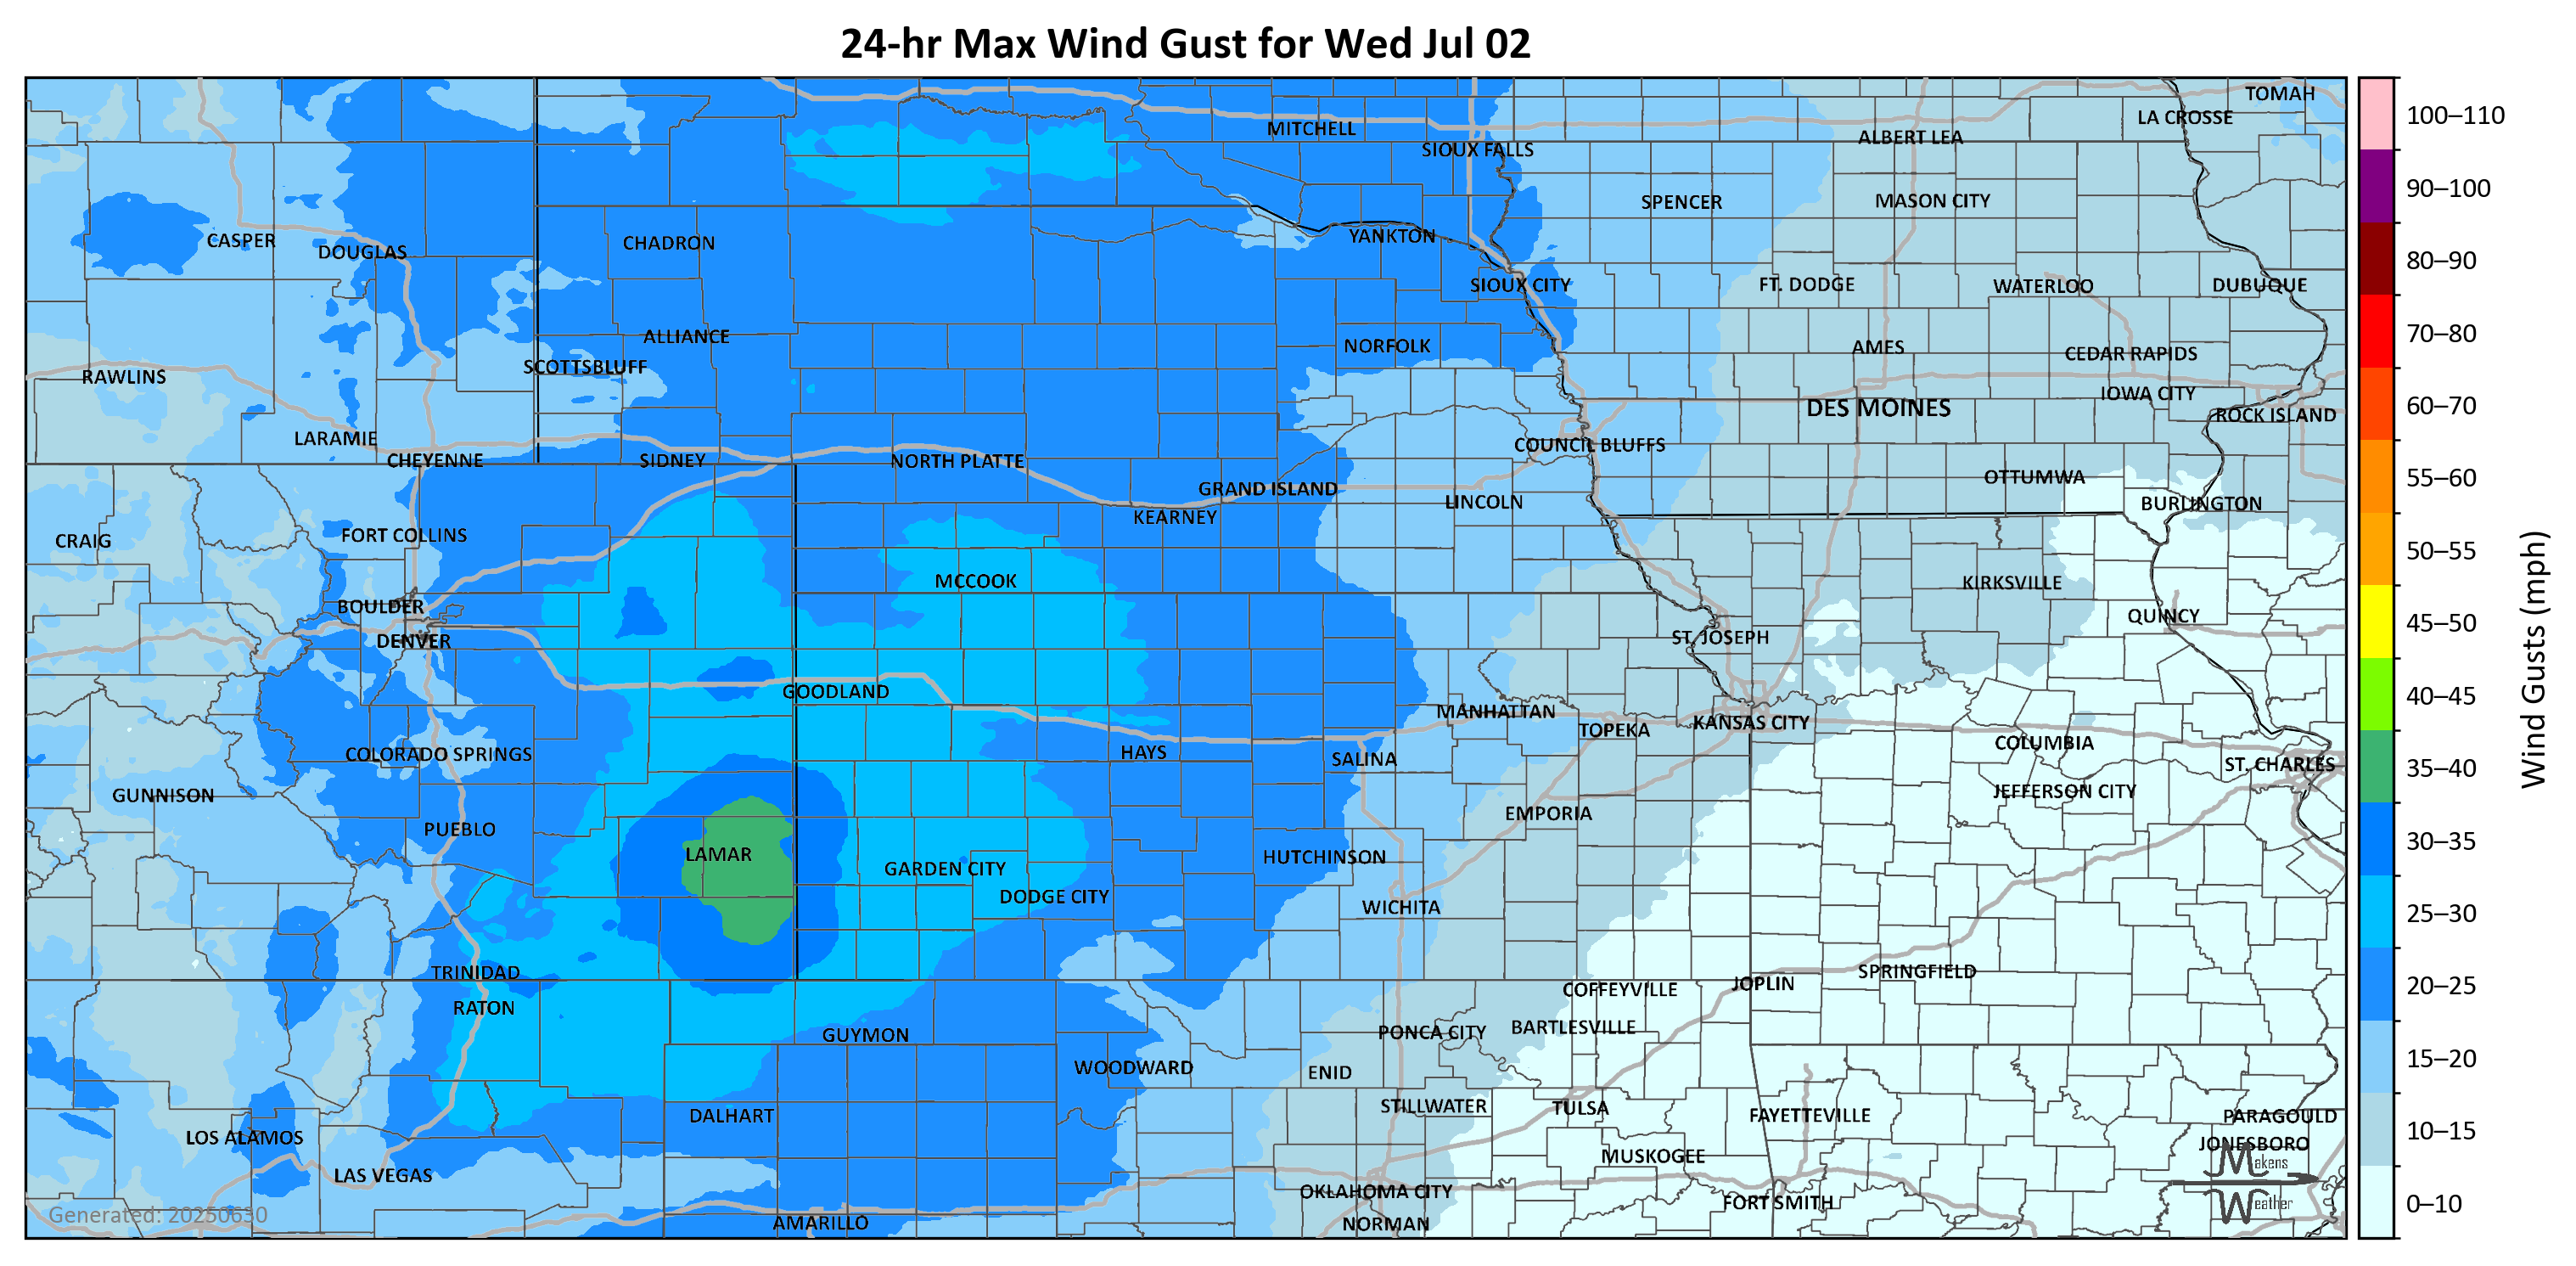 24-hr Max Wind Gust for Wed Jul 02
TOMAH
LA CROSSE
MITCHELL
ALBERT LEA
SIOUX FALLS
SPENCER
MASON CITY
CASPER
DOUGLAS
CHADRON
YANKTON
SIOUX CITY
FT. DODGE
WATERLOO
DUBUQUE
ALLIANCE
NORFOLK
AMES
CEDAR RAPIDS
SCOTTSBLUFF
RAWLINS
IOWA CITY
DES MOINES
ROCK ISLAND
LARAMIE
COUNCIL BLUFFS
CHEYENNE
SIDNEY
NORTH PLATTE
OTTUMWA
GRAND ISLAND
LINCOLN
BURLINGTON
KEARNEY
FORT COLLINS
CRAIG
MCCOOK
KIRKSVILLE
BOULDER
QUINCY
DENVER
ST. JOSEPH
GOODLAND
MANHATTAN
TOPEKA
KANSAS CITY
COLUMBIA
COLORADO SPRINGS
HAYS
SALINA
ST. CHARLES
GUNNISON
JEFFERSON CITY
EMPORIA
PUEBLO
LAMAR
GARDEN CITY
HUTCHINSON
DODGE CITY
WICHITA
TRINIDAD
SPRINGFIELD
JOPLIN
COFFEYVILLE
RATON
GUYMON
PONCA CITY
BARTLESVILLE
WOODWARD
ENID
DALHART
STILLWATER
TULSA
FAYETTEVILLE
PARAGOULD
LOS ALAMOS
JONESBORO
MUSKOGEE
LAS VEGAS
OKLAHOMA CITY
FORT SMITH
AMARILLO
NORMAN
Makens
Weather
Generated: 20250630
100–110
90–100
80–90
70–80
60–70
55–60
50–55
45–50
40–45
35–40
30–35
25–30
20–25
15–20
10–15
0–10
Wind Gusts (mph)